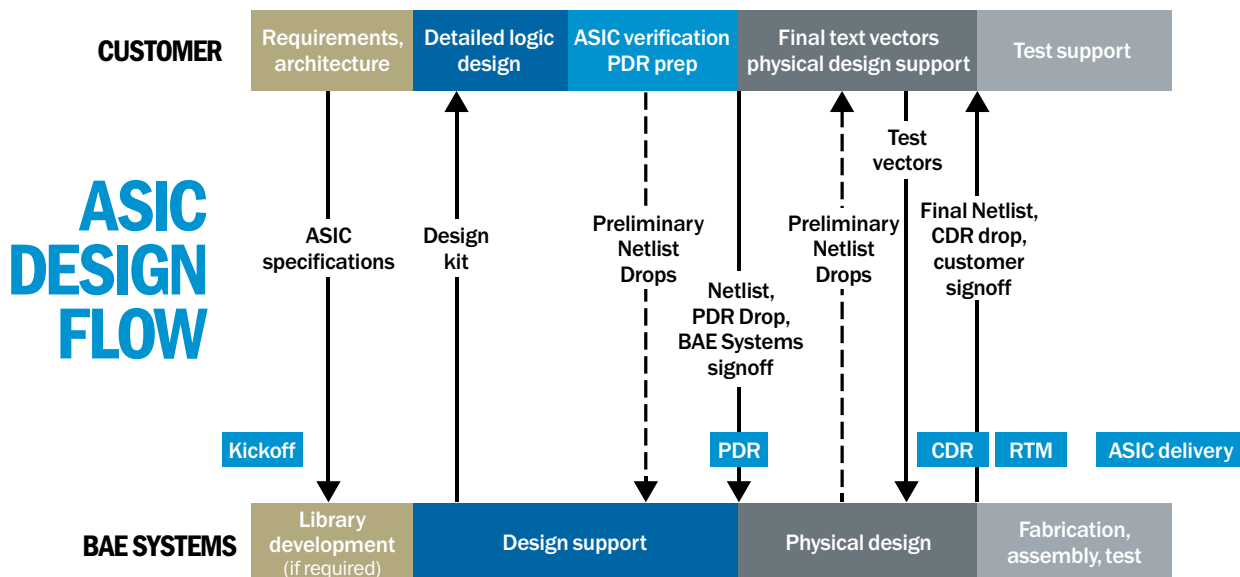 CUSTOMER
Requirements,
architecture
Detailed logic
design
ASIC verification
PDR prep
Final text vectors
physical design support
Test support
ASIC
DESIGN
FLOW
ASIC
specifications
Design
kit
Preliminary
Netlist
Drops
Netlist,
PDR Drop,
BAE Systems
signoff
Preliminary
Netlist
Drops
Test
vectors
Final Netlist,
CDR drop,
customer
signoff
Kickoff
PDR
CDR
RTM
ASIC delivery
BAE SYSTEMS
Library
development
(if required)
Design support
Physical design
Fabrication,
assembly, test